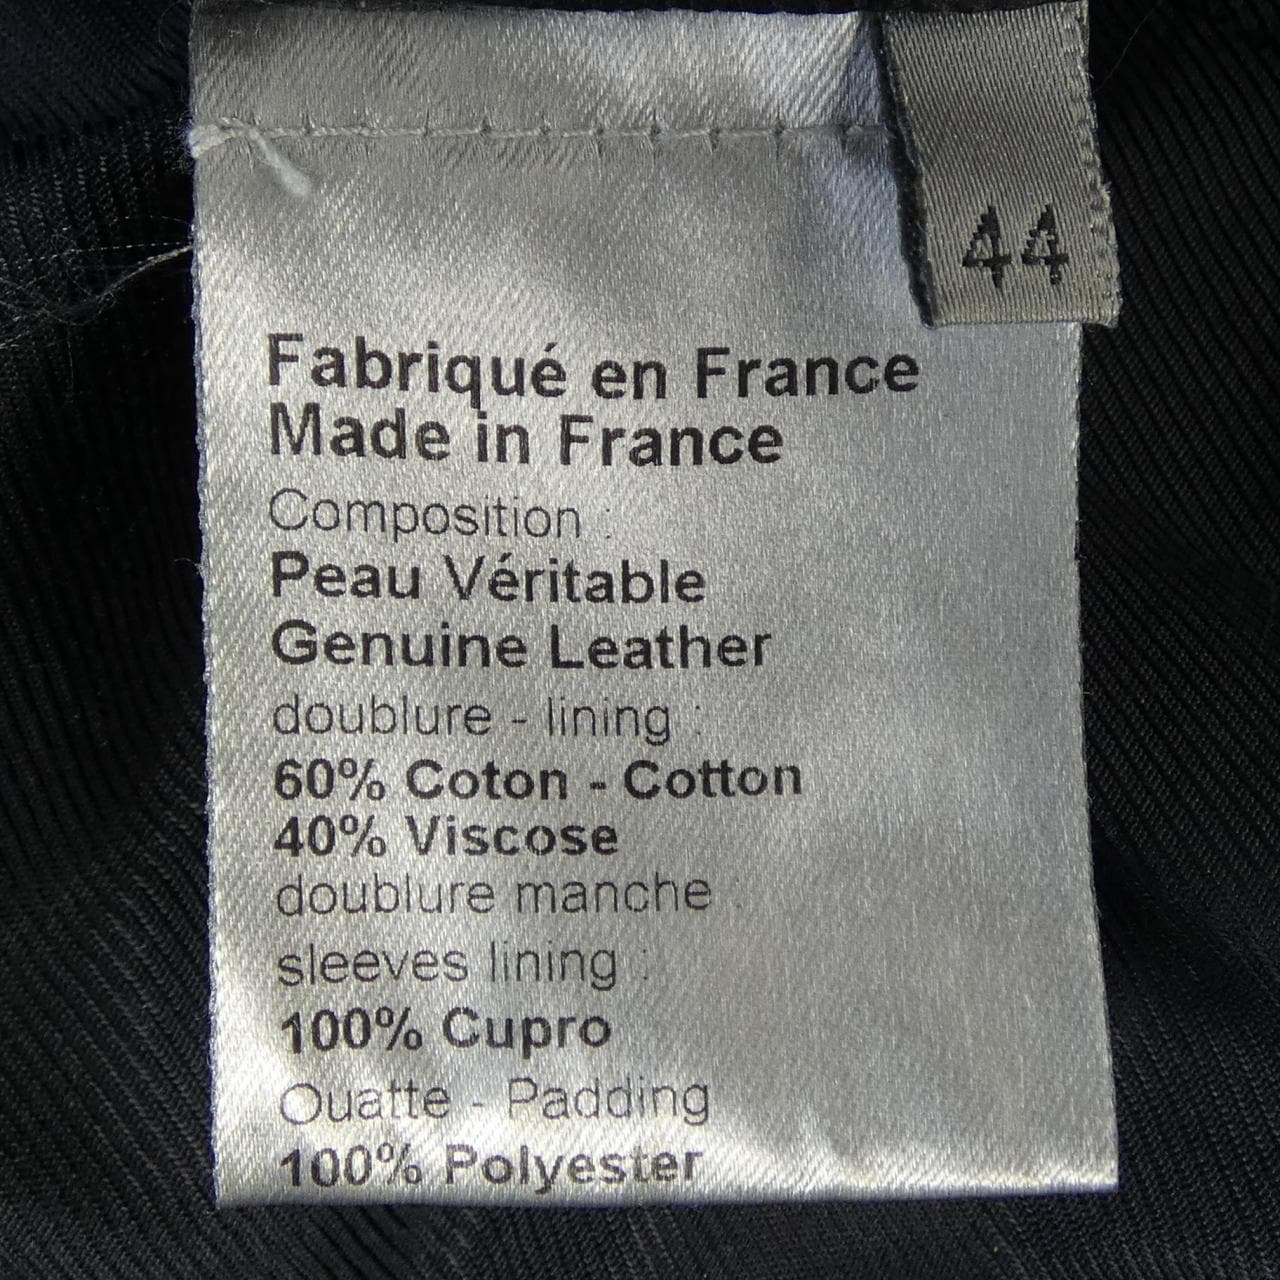 44
Fabriqué en France
Made in France
Composition :
Peau Véritable
Genuine Leather
doublure - lining :
60% Coton - Cotton
40% Viscose
doublure manche :
sleeves lining :
100% Cupro
Ouatte - Padding
100% Polyester